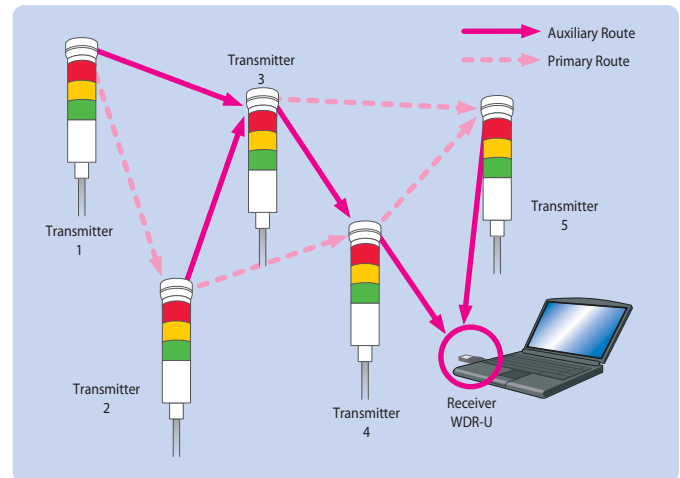 Auxiliary Route
Primary Route
Transmitter
3
Transmitter
1
Transmitter
5
Transmitter
2
Transmitter
4
Receiver
WDR-U